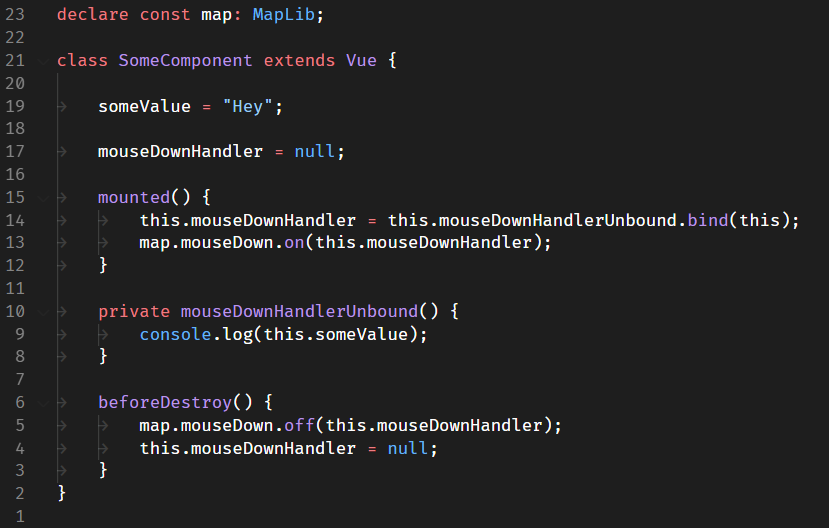 23 declare const map: MapLib;
22
21 class SomeComponent extends Vue {
20
19 someValue = "Hey";
18
17 mouseDownHandler = null;
16
15 mounted() {
14 this.mouseDownHandler = this.mouseDownHandlerUnbound.bind(this);
13 map.mouseDown.on(this.mouseDownHandler);
12 }
11
10 private mouseDownHandlerUnbound() {
9 console.log(this.someValue);
8 }
7
6 beforeDestroy() {
5 map.mouseDown.off(this.mouseDownHandler);
4 this.mouseDownHandler = null;
3 }
2 }
1